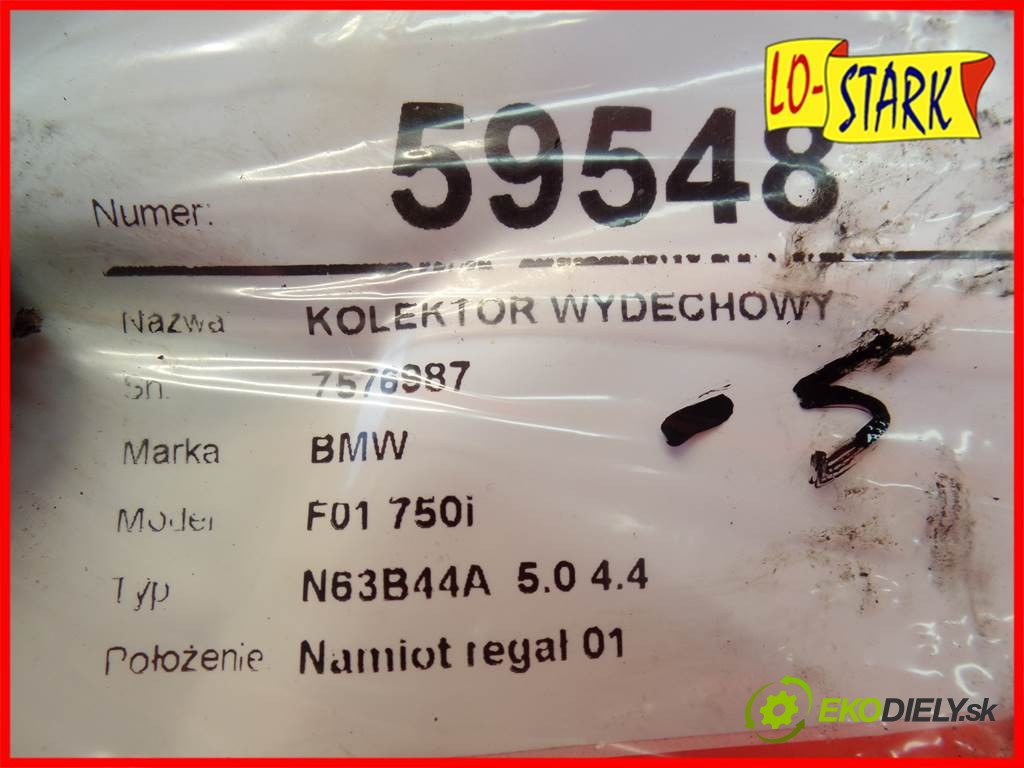 LO-STARK
Numer: 59548
Nazwa KOLEKTOR WYDECHOWY
Sn. 7576987
Marka BMW
- 5
Model F01 750i
Typ N63B44A 5.0 4.4
Położenie Namiot regał 01
EKODIELY.sk